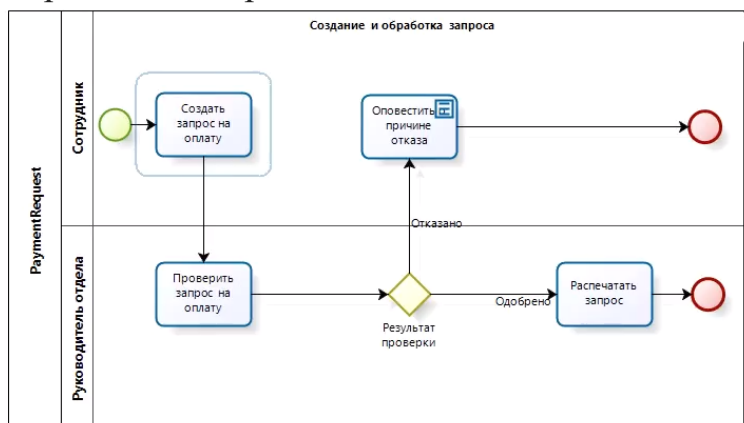 Создание и обработка запроса
PaymentRequest
Сотрудник
Создать
запрос на
оплату
Оповестить
причине
отказа
Отказано
Руководитель отдела
Проверить
запрос на
оплату
Результат
проверки
Одобрено
Распечатать
запрос